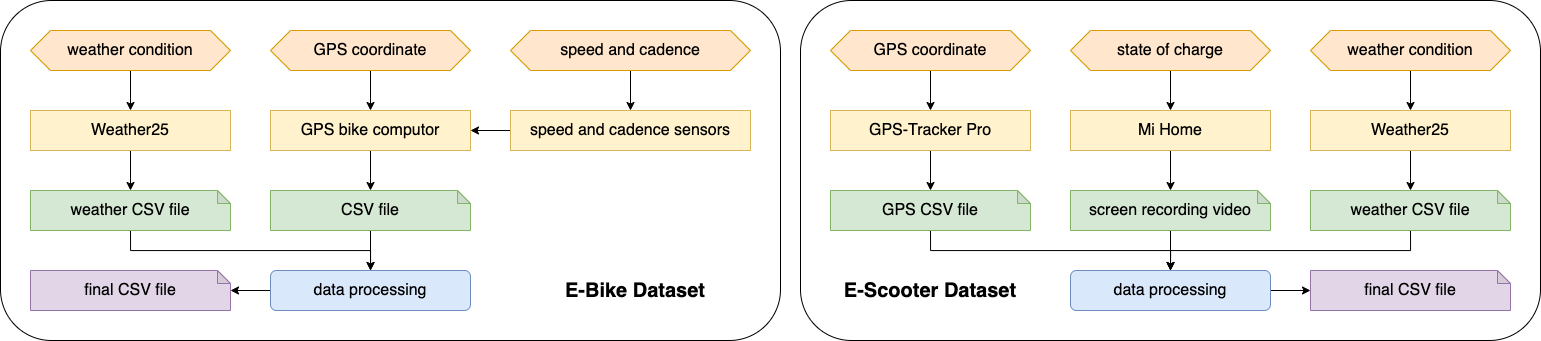 weather condition
GPS coordinate
speed and cadence
Weather25
GPS bike computor
speed and cadence sensors
weather CSV file
CSV file
final CSV file
data processing
E-Bike Dataset
GPS coordinate
state of charge
weather condition
GPS-Tracker Pro
Mi Home
Weather25
GPS CSV file
screen recording video
weather CSV file
E-Scooter Dataset
data processing
final CSV file